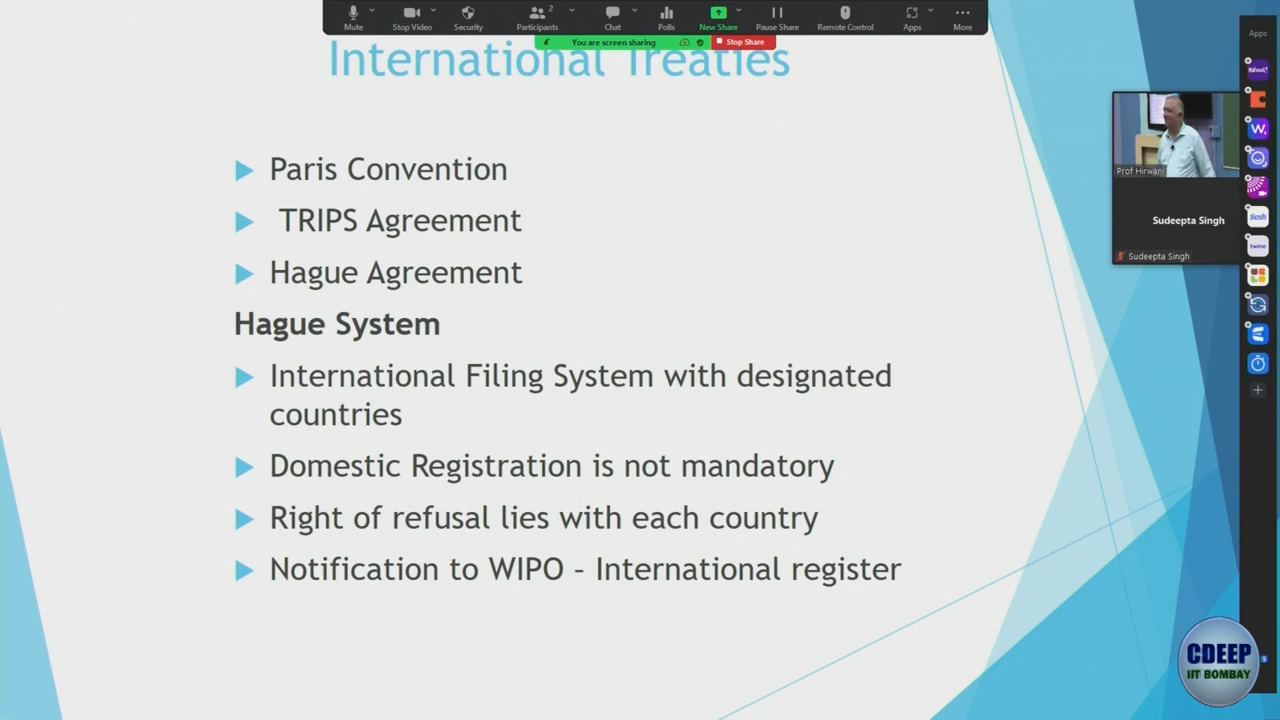 Mute
Stop Video
Security
Participants
2
Chat
Polls
New Share
Pause Share
Remote Control
Apps
More
You are screen sharing
Stop Share
International Treaties
Paris Convention
TRIPS Agreement
Hague Agreement
Hague System
International Filing System with designated
countries
Domestic Registration is not mandatory
Right of refusal lies with each country
Notification to WIPO – International register
Prof Hirwani
Sudeepta Singh
Sudeepta Singh
Apps
Sesh
twine
CDEEP
IIT BOMBAY